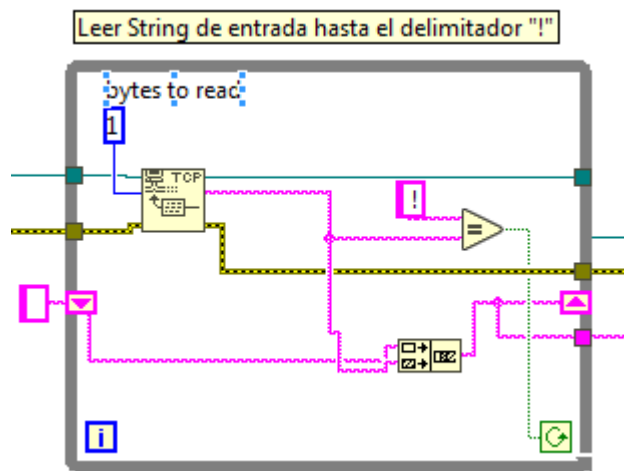 Leer String de entrada hasta el delimitador "!"
bytes to read
1
TCP
!
=
i